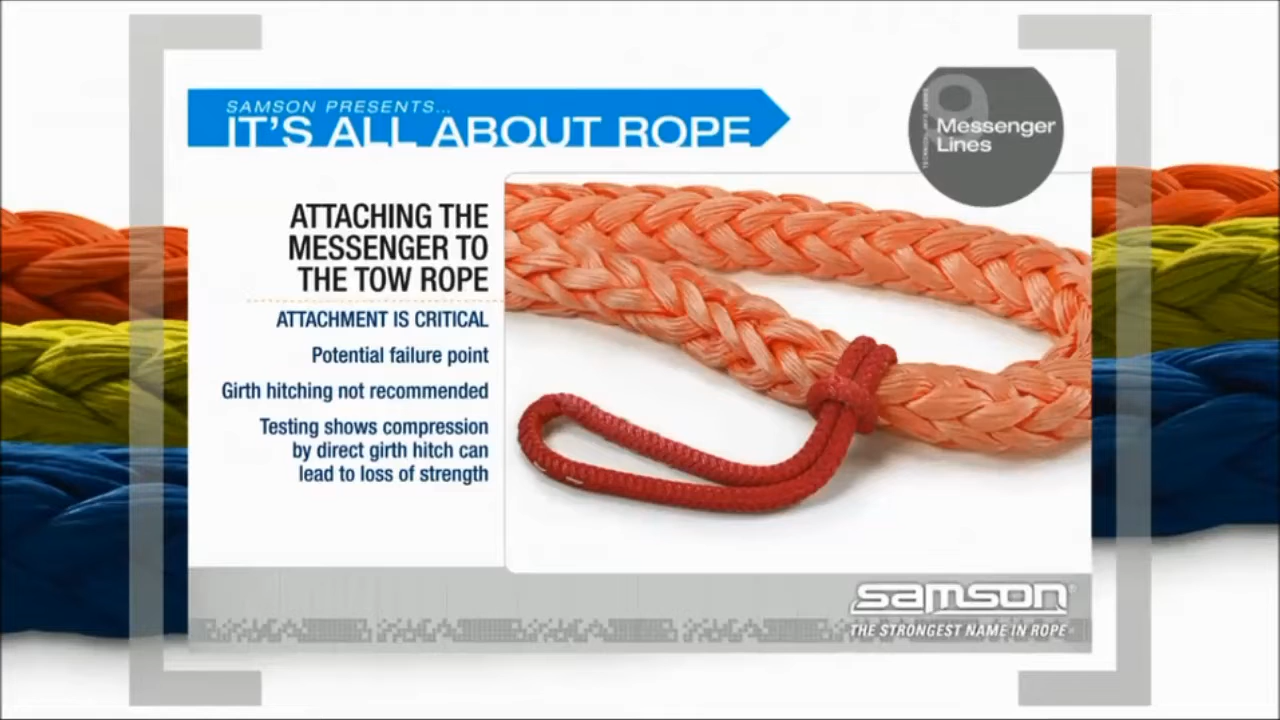 SAMSON PRESENTS...
IT'S ALL ABOUT ROPE
9
Messenger
Lines
ATTACHING THE
MESSENGER TO
THE TOW ROPE
ATTACHMENT IS CRITICAL
Potential failure point
Girth hitching not recommended
Testing shows compression
by direct girth hitch can
lead to loss of strength
samson®
THE STRONGEST NAME IN ROPE